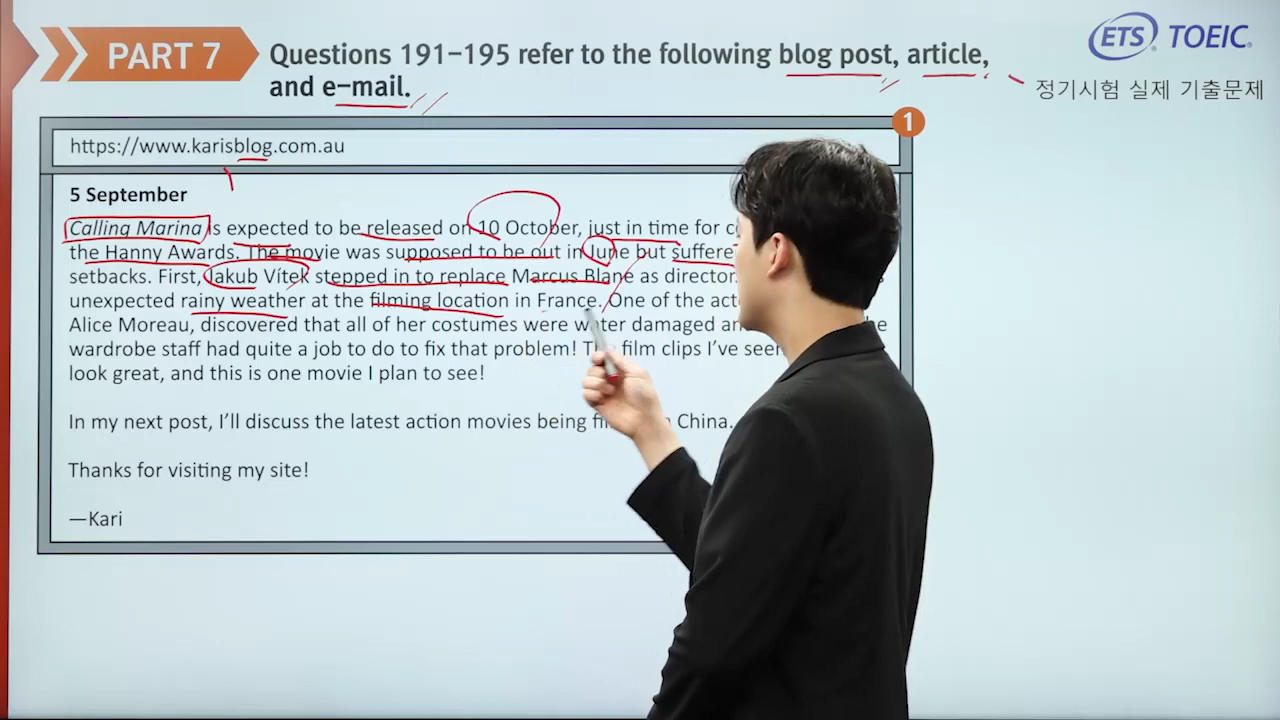 PART 7
Questions 191–195 refer to the following blog post, article,
and e-mail.
ETS TOEIC
정기시험 실제 기출문제
1
https://www.karisblog.com.au
5 September
Calling Marina is expected to be released on 10 October, just in time for
the Hanny Awards. The movie was supposed to be out in June but
setbacks. First, Jakub Vítek stepped in to replace Marcus Blane as director.
unexpected rainy weather at the filming location in France. One of the
Alice Moreau, discovered that all of her costumes were water damaged
wardrobe staff had quite a job to do to fix that problem! film clips I've
look great, and this is one movie I plan to see!
In my next post, I'll discuss the latest action movies being China.
Thanks for visiting my site!
—Kari